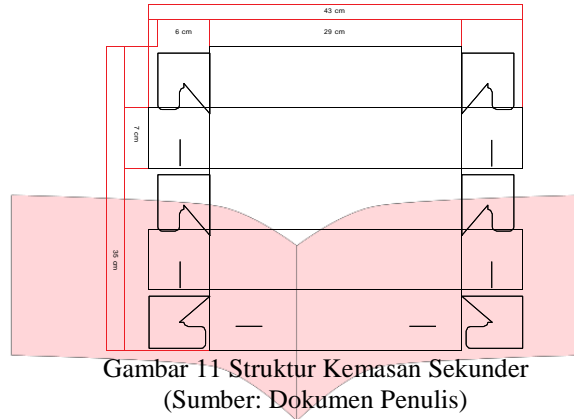 43 cm
6 cm
29 cm
7 cm
35 cm
Gambar 11 Struktur Kemasan Sekunder
(Sumber: Dokumen Penulis)